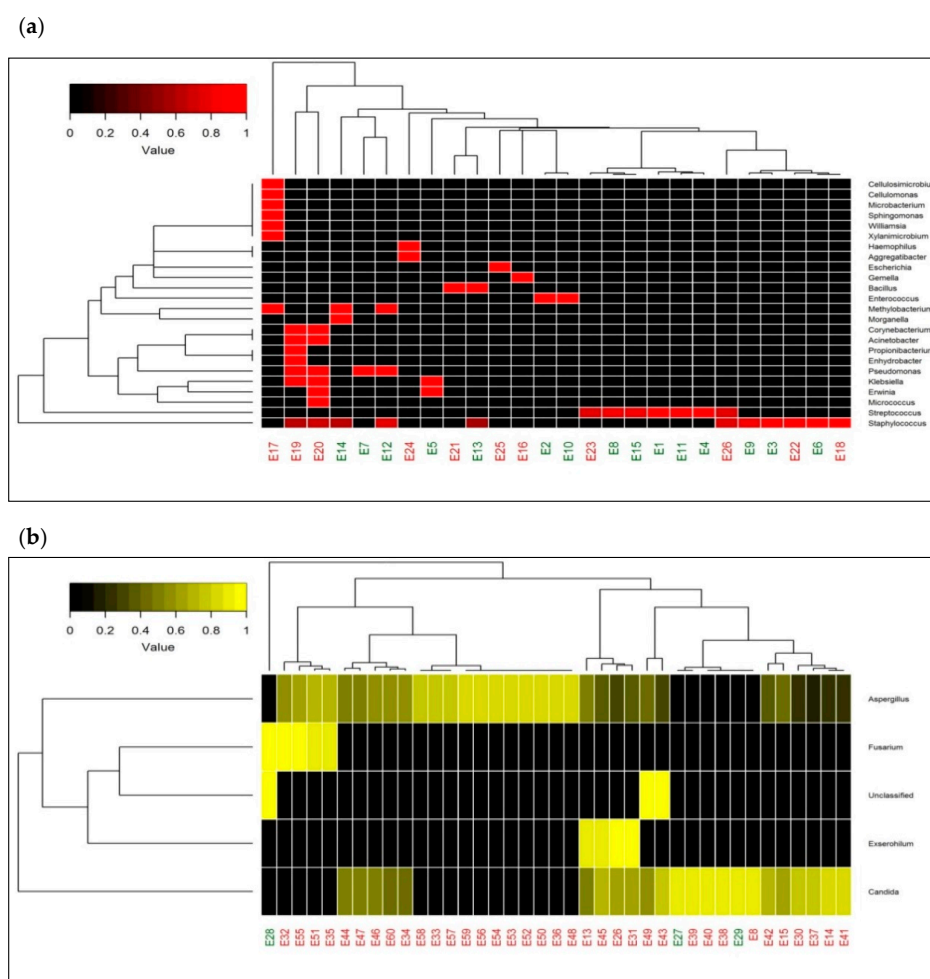 (a)
0 0.2 0.4 0.6 0.8 1
Value
Cellulosimicrobiu
Cellulomonas
Microbacterium
Sphingomonas
Williamsia
Xylanimicrobium
Haemophilus
Aggregatibacter
Escherichia
Gemella
Bacillus
Enterococcus
Methylobacterium
Morganella
Corynebacterium
Acinetobacter
Propionibacterium
Enhydrobacter
Pseudomonas
Klebsiella
Erwinia
Micrococcus
Streptococcus
Staphylococcus
E17 E19 E20 E14 E7 E12 E24 E5 E21 E13 E25 E16 E2 E10 E23 E8 E15 E1 E11 E4 E26 E9 E3 E22 E6 E18
(b)
0 0.2 0.4 0.6 0.8 1
Value
Aspergillus
Fusarium
Unclassified
Exserohilum
Candida
E28 E32 E55 E51 E35 E44 E47 E46 E60 E34 E58 E33 E57 E59 E56 E54 E53 E52 E50 E36 E48 E13 E45 E26 E31 E49 E43 E27 E39 E40 E38 E29 E8 E42 E15 E30 E37 E14 E41